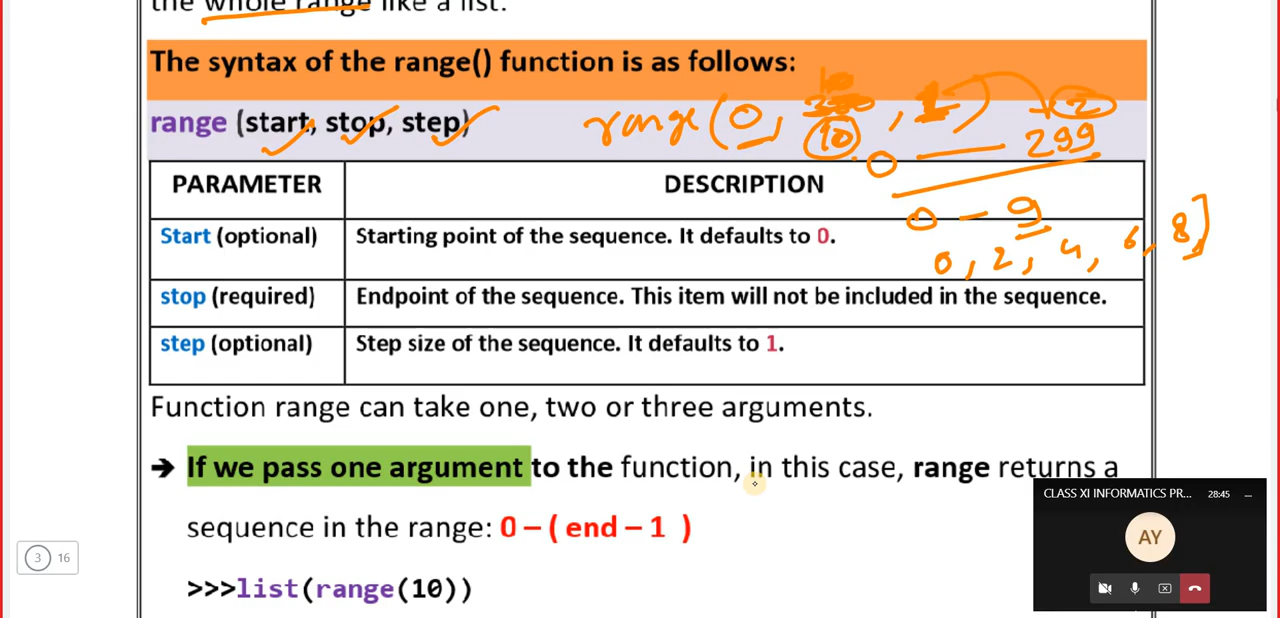 the whole range like a list.
The syntax of the range() function is as follows:
range (start, stop, step)
range(0, 10, 2
0 — 299
0 – 9
0, 2, 4, 6, 8]
PARAMETER DESCRIPTION
Start (optional) Starting point of the sequence. It defaults to 0.
stop (required) Endpoint of the sequence. This item will not be included in the sequence.
step (optional) Step size of the sequence. It defaults to 1.
Function range can take one, two or three arguments.
➔ If we pass one argument to the function, in this case, range returns a
sequence in the range: 0 – ( end – 1 )
>>>list(range(10))
3 16
CLASS XI INFORMATICS PR... 28:45
AY